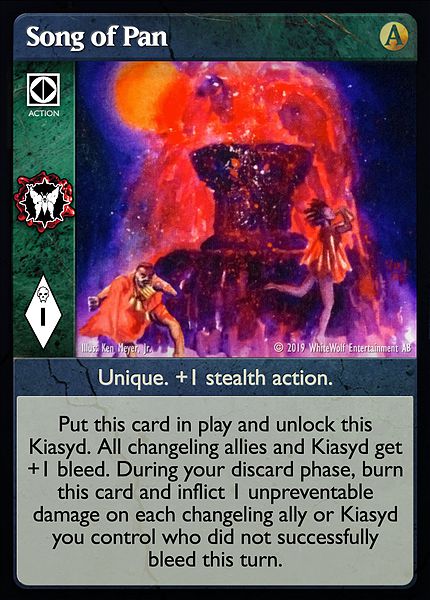 Song of Pan
A
ACTION
1
Illus: Ken Meyer, Jr.
© 2019 WhiteWolf Entertainment AB
Unique. +1 stealth action.
Put this card in play and unlock this
Kiasyd. All changeling allies and Kiasyd get
+1 bleed. During your discard phase, burn
this card and inflict 1 unpreventable
damage on each changeling ally or Kiasyd
you control who did not successfully
bleed this turn.